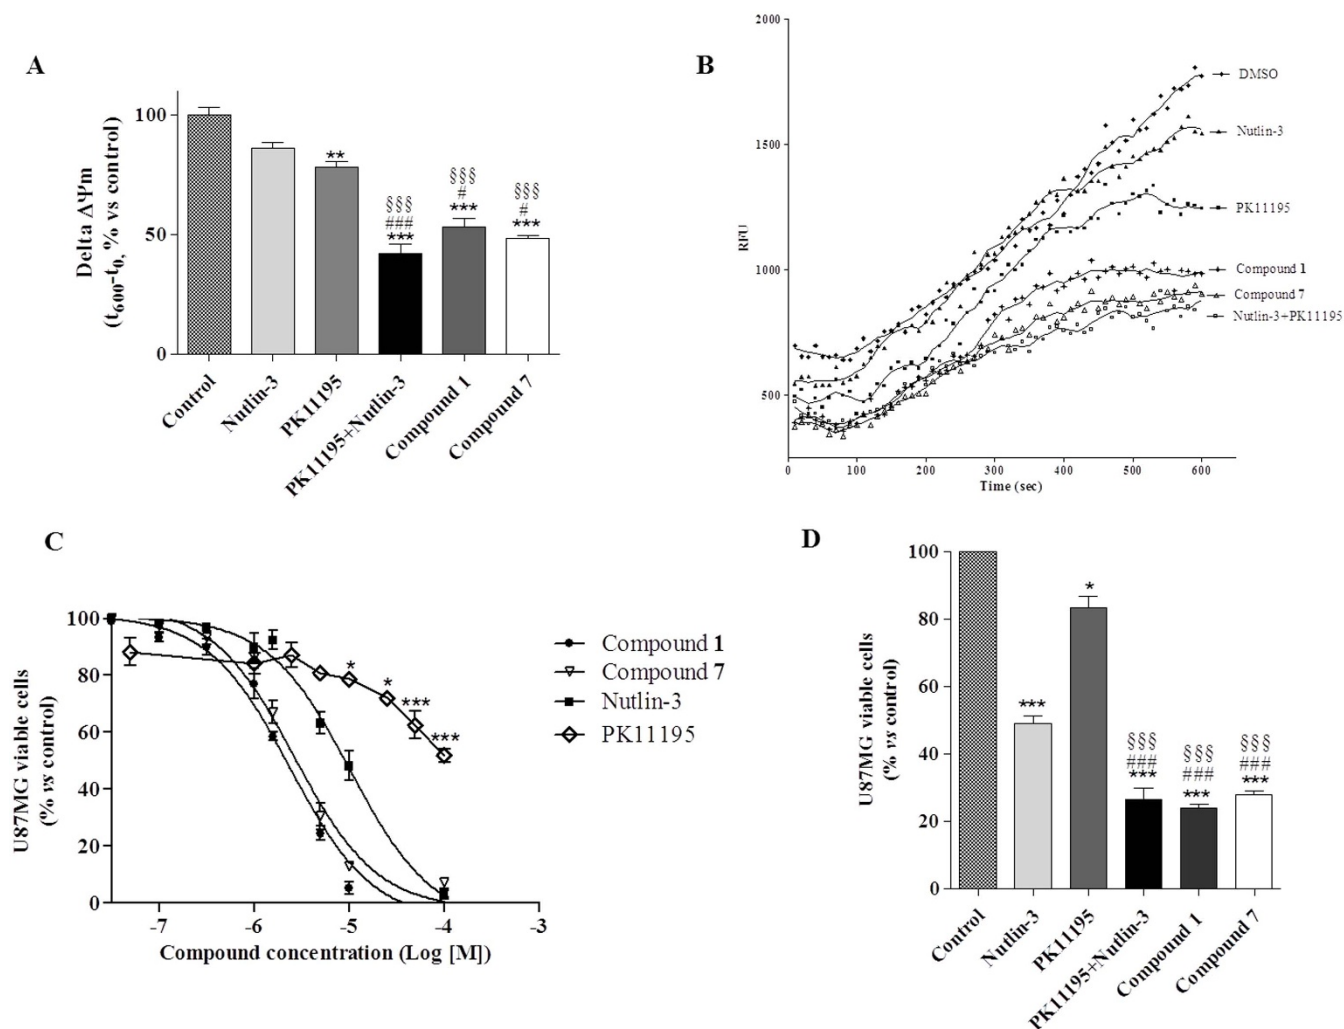 A
Delta ΔΨm
(t600-t0, % vs control)
100
50
0
**
§§§
###
***
§§§
#
***
§§§
#
***
Control
Nutlin-3
PK11195
PK11195+Nutlin-3
Compound 1
Compound 7
B
RFU
2000
1500
1000
500
0
100
200
300
400
500
600
Time (sec)
DMSO
Nutlin-3
PK11195
Compound 1
Compound 7
Nutlin-3+PK11195
C
U87MG viable cells
(% vs control)
100
80
60
40
20
0
-7
-6
-5
-4
-3
Compound concentration (Log [M])
*
*
***
***
Compound 1
Compound 7
Nutlin-3
PK11195
D
U87MG viable cells
(% vs control)
100
80
60
40
20
0
***
*
§§§
###
***
§§§
###
***
§§§
###
***
Control
Nutlin-3
PK11195
PK11195+Nutlin-3
Compound 1
Compound 7